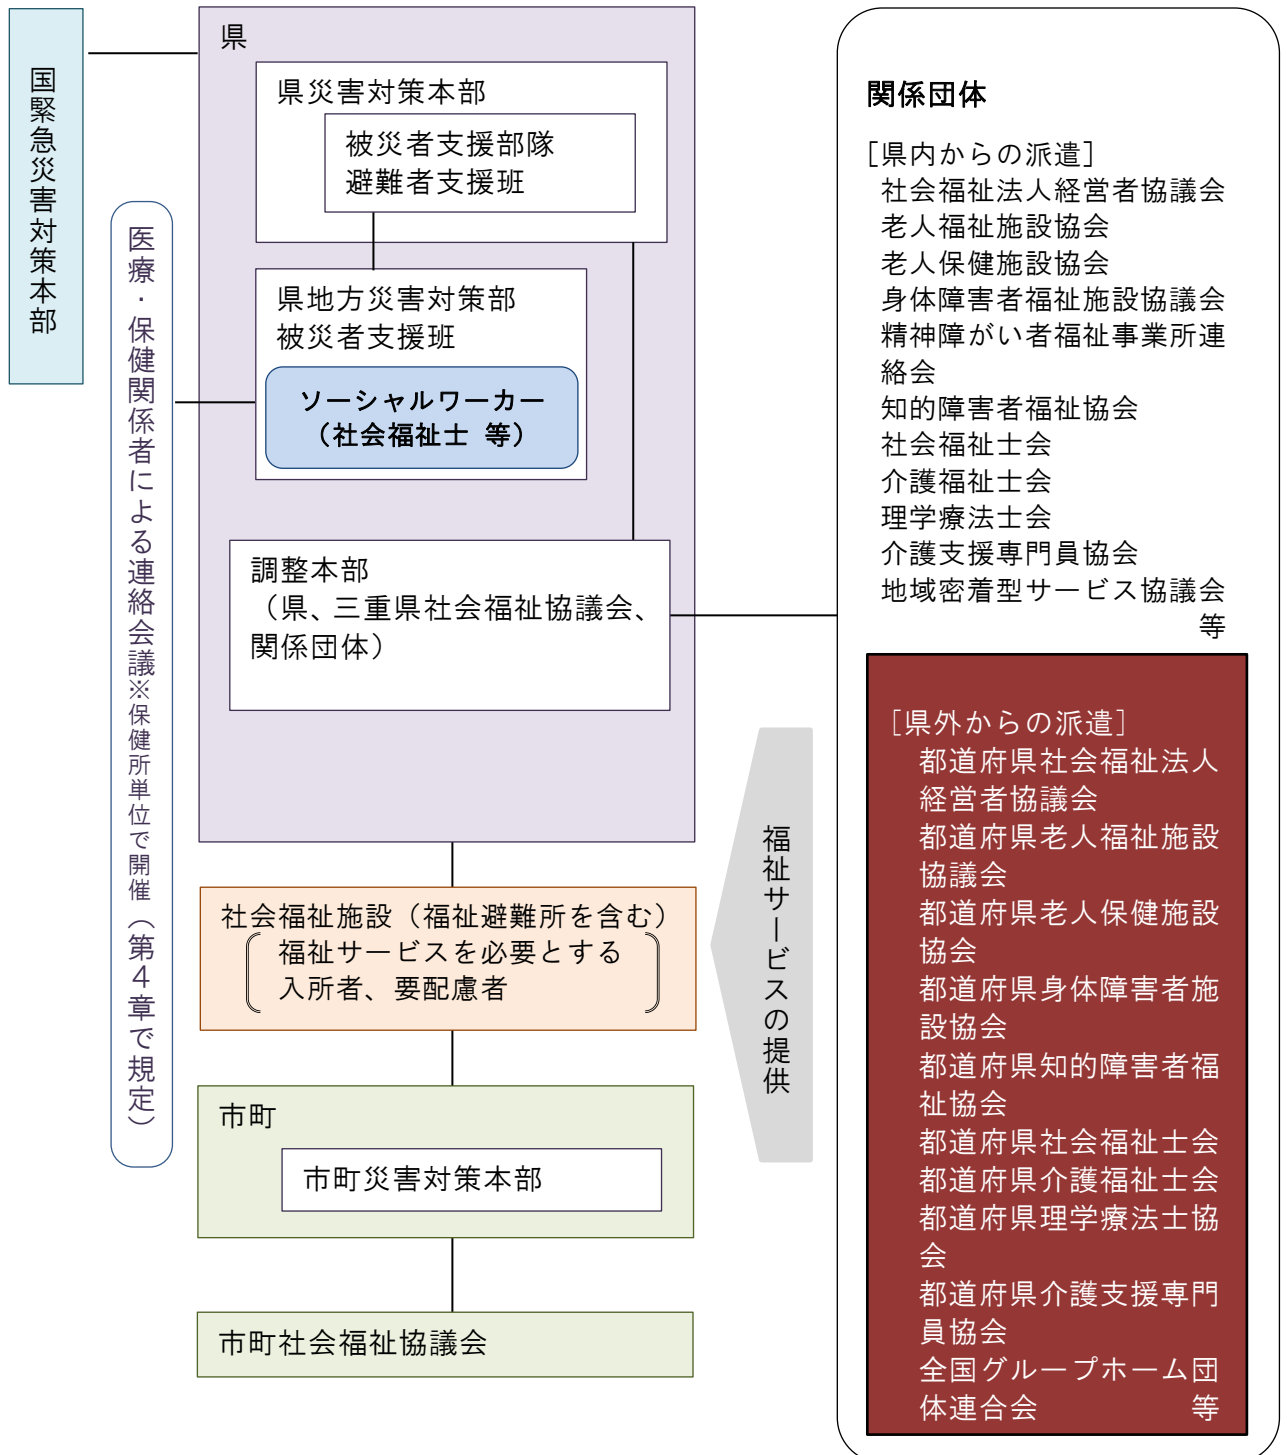 国緊急災害対策本部
医療・保健関係者による連絡会議※保健所単位で開催（第４章で規定）
県
県災害対策本部
被災者支援部隊
避難者支援班
県地方災害対策部
被災者支援班
ソーシャルワーカー
（社会福祉士 等）
調整本部
（県、三重県社会福祉協議会、
関係団体）
社会福祉施設（福祉避難所を含む）
福祉サービスを必要とする
入所者、要配慮者
市町
市町災害対策本部
市町社会福祉協議会
福祉サービスの提供
関係団体
［県内からの派遣］
社会福祉法人経営者協議会
老人福祉施設協会
老人保健施設協会
身体障害者福祉施設協議会
精神障がい者福祉事業所連
絡会
知的障害者福祉協会
社会福祉士会
介護福祉士会
理学療法士会
介護支援専門員協会
地域密着型サービス協議会
等
［県外からの派遣］
都道府県社会福祉法人
経営者協議会
都道府県老人福祉施設
協議会
都道府県老人保健施設
協会
都道府県身体障害者施
設協会
都道府県知的障害者福
祉協会
都道府県社会福祉士会
都道府県介護福祉士会
都道府県理学療法士協
会
都道府県介護支援専門
員協会
全国グループホーム団
体連合会 等